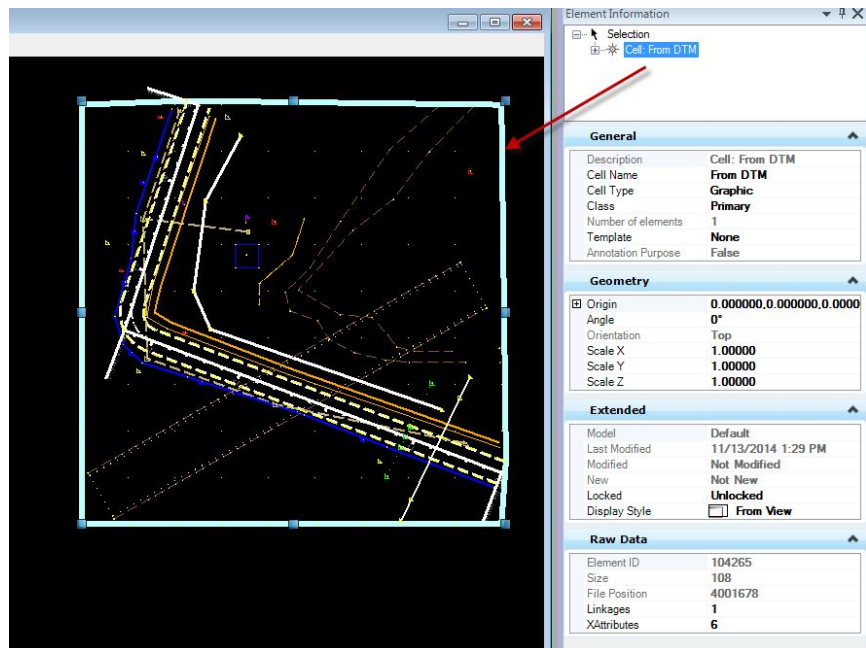 Element Information
Selection
Cell: From DTM
General
Description Cell: From DTM
Cell Name From DTM
Cell Type Graphic
Class Primary
Number of elements 1
Template None
Annotation Purpose False
Geometry
Origin 0.000000,0.000000,0.0000
Angle 0°
Orientation Top
Scale X 1.00000
Scale Y 1.00000
Scale Z 1.00000
Extended
Model Default
Last Modified 11/13/2014 1:29 PM
Modified Not Modified
New Not New
Locked Unlocked
Display Style From View
Raw Data
Element ID 104265
Size 108
File Position 4001678
Linkages 1
XAttributes 6